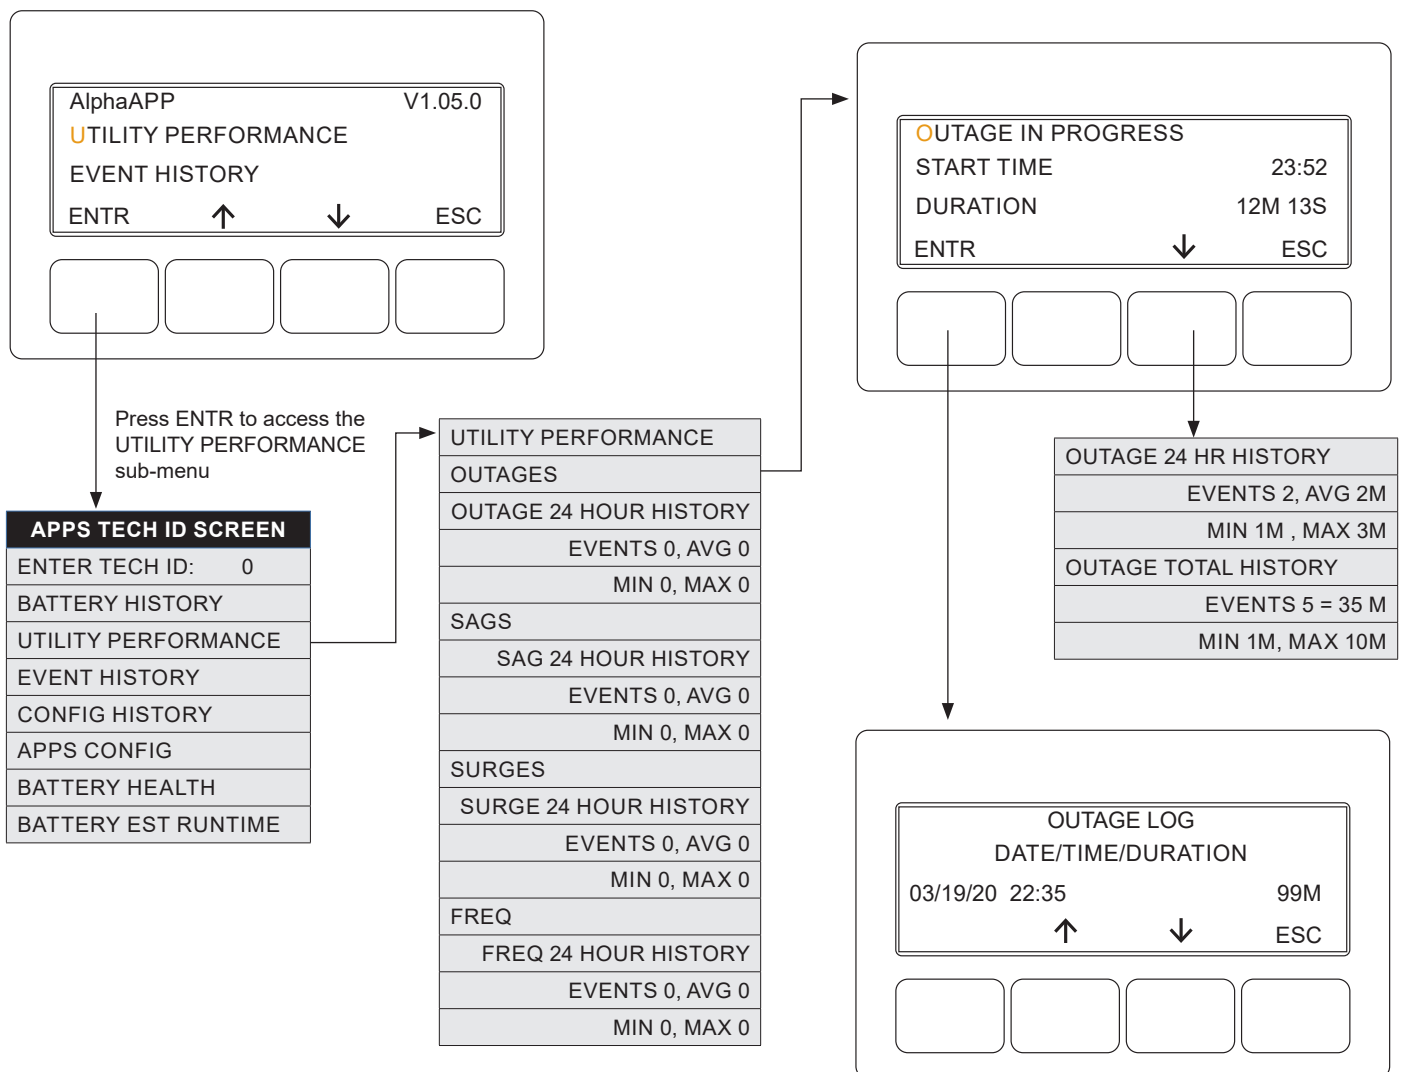 AlphaAPP V1.05.0
UTILITY PERFORMANCE
EVENT HISTORY
ENTR ↑ ↓ ESC
Press ENTR to access the
UTILITY PERFORMANCE
sub-menu
APPS TECH ID SCREEN
ENTER TECH ID: 0
BATTERY HISTORY
UTILITY PERFORMANCE
EVENT HISTORY
CONFIG HISTORY
APPS CONFIG
BATTERY HEALTH
BATTERY EST RUNTIME
UTILITY PERFORMANCE
OUTAGES
OUTAGE 24 HOUR HISTORY
EVENTS 0, AVG 0
MIN 0, MAX 0
SAGS
SAG 24 HOUR HISTORY
EVENTS 0, AVG 0
MIN 0, MAX 0
SURGES
SURGE 24 HOUR HISTORY
EVENTS 0, AVG 0
MIN 0, MAX 0
FREQ
FREQ 24 HOUR HISTORY
EVENTS 0, AVG 0
MIN 0, MAX 0
OUTAGE IN PROGRESS
START TIME 23:52
DURATION 12M 13S
ENTR ↓ ESC
OUTAGE 24 HR HISTORY
EVENTS 2, AVG 2M
MIN 1M , MAX 3M
OUTAGE TOTAL HISTORY
EVENTS 5 = 35 M
MIN 1M, MAX 10M
OUTAGE LOG
DATE/TIME/DURATION
03/19/20 22:35 99M
↑ ↓ ESC